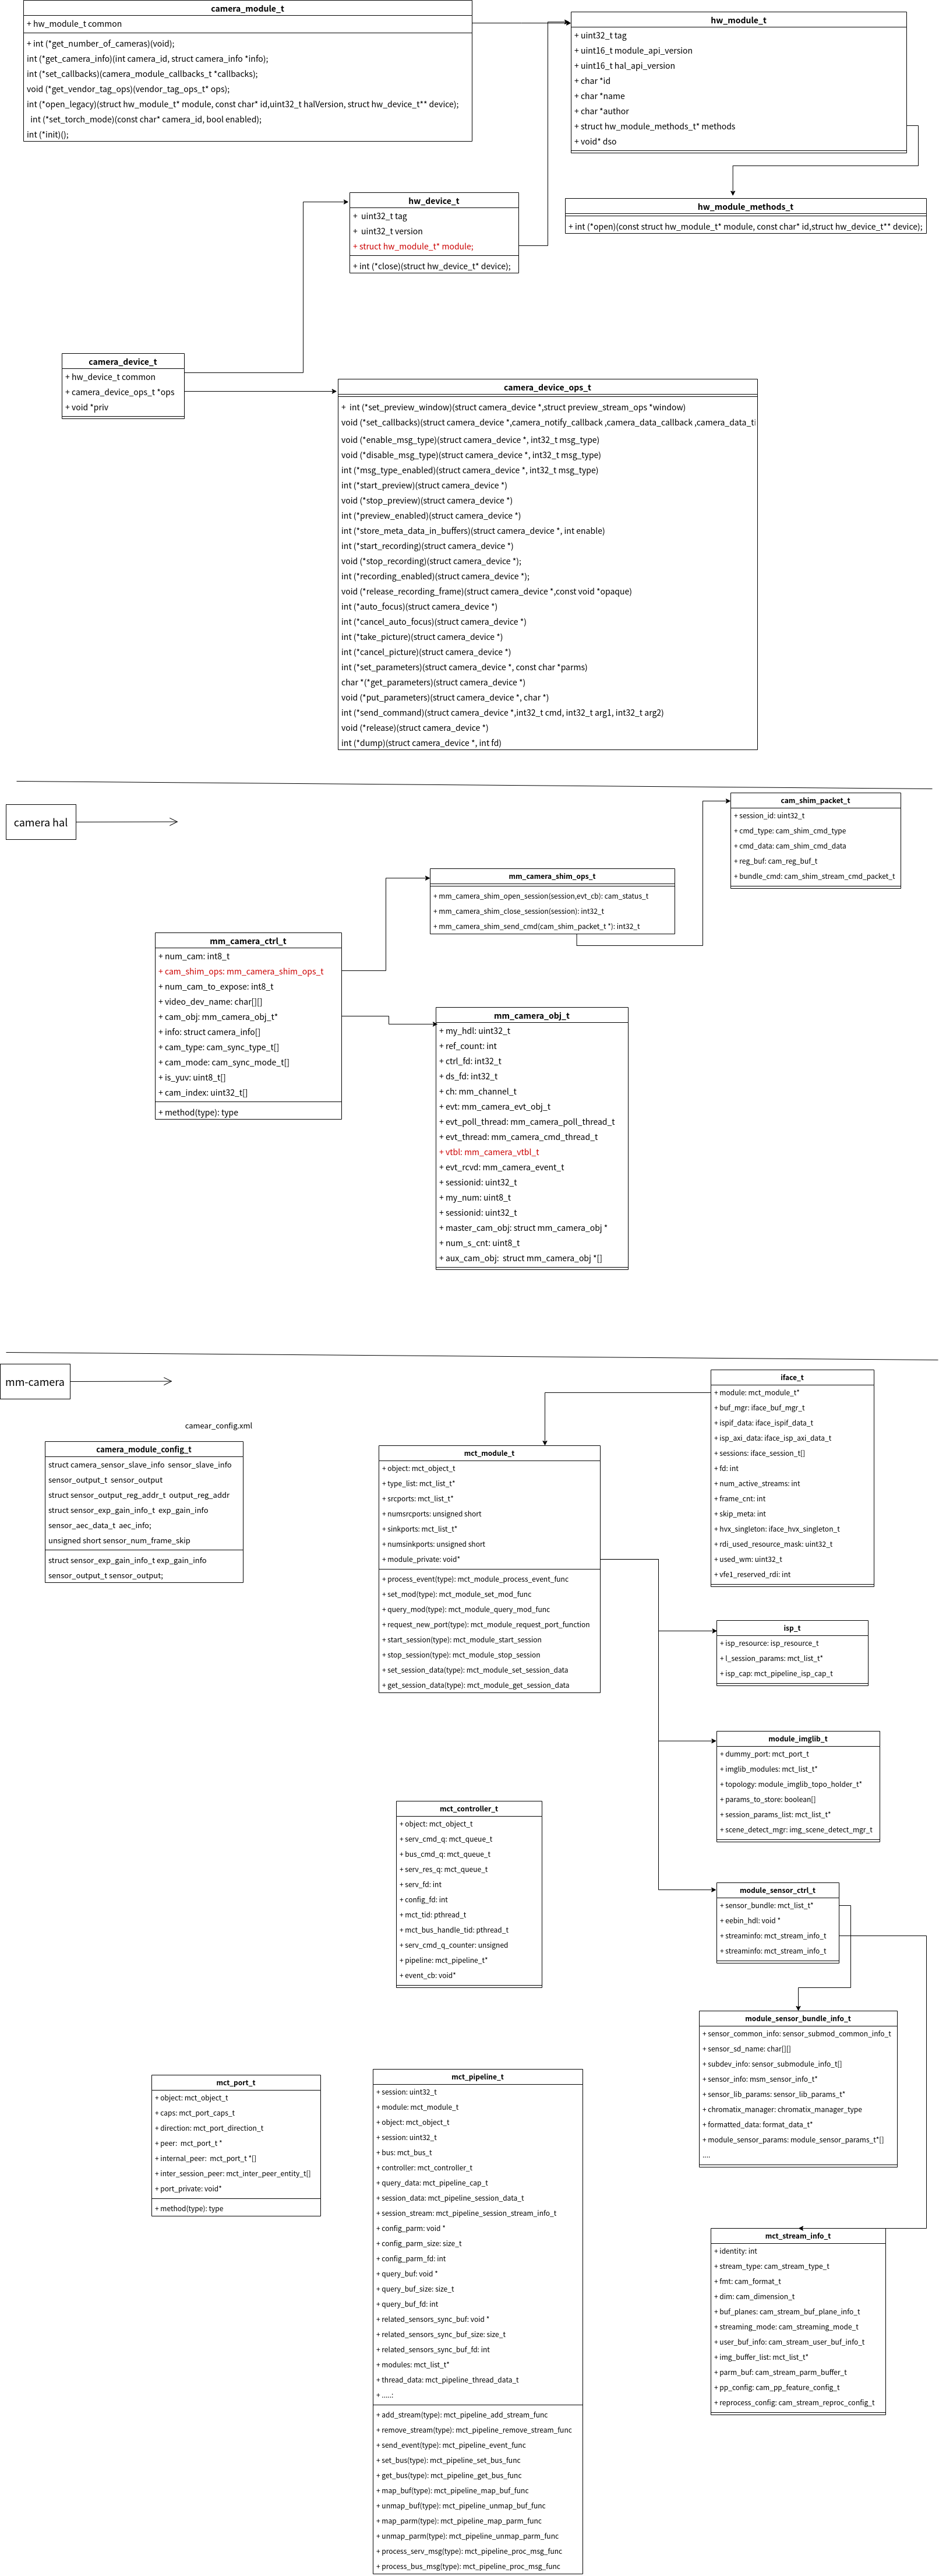 camera_module_t
+ hw_module_t common
+ int (*get_number_of_cameras)(void);
int (*get_camera_info)(int camera_id, struct camera_info *info);
int (*set_callbacks)(camera_module_callbacks_t *callbacks);
void (*get_vendor_tag_ops)(vendor_tag_ops_t* ops);
int (*open_legacy)(struct hw_module_t* module, const char* id,uint32_t halVersion, struct hw_device_t** device);
int (*set_torch_mode)(const char* camera_id, bool enabled);
int (*init)();
hw_module_t
+ uint32_t tag
+ uint16_t module_api_version
+ uint16_t hal_api_version
+ char *id
+ char *name
+ char *author
+ struct hw_module_methods_t* methods
+ void* dso
hw_device_t
+ uint32_t tag
+ uint32_t version
+ struct hw_module_t* module;
+ int (*close)(struct hw_device_t* device);
hw_module_methods_t
+ int (*open)(const struct hw_module_t* module, const char* id,struct hw_device_t** device);
camera_device_t
+ hw_device_t common
+ camera_device_ops_t *ops
+ void *priv
camera_device_ops_t
+ int (*set_preview_window)(struct camera_device *,struct preview_stream_ops *window)
void (*set_callbacks)(struct camera_device *,camera_notify_callback ,camera_data_callback ,camera_data_ti
void (*enable_msg_type)(struct camera_device *, int32_t msg_type)
void (*disable_msg_type)(struct camera_device *, int32_t msg_type)
int (*msg_type_enabled)(struct camera_device *, int32_t msg_type)
int (*start_preview)(struct camera_device *)
void (*stop_preview)(struct camera_device *)
int (*preview_enabled)(struct camera_device *)
int (*store_meta_data_in_buffers)(struct camera_device *, int enable)
int (*start_recording)(struct camera_device *)
void (*stop_recording)(struct camera_device *);
int (*recording_enabled)(struct camera_device *);
void (*release_recording_frame)(struct camera_device *,const void *opaque)
int (*auto_focus)(struct camera_device *)
int (*cancel_auto_focus)(struct camera_device *)
int (*take_picture)(struct camera_device *)
int (*cancel_picture)(struct camera_device *)
int (*set_parameters)(struct camera_device *, const char *parms)
char *(*get_parameters)(struct camera_device *)
void (*put_parameters)(struct camera_device *, char *)
int (*send_command)(struct camera_device *,int32_t cmd, int32_t arg1, int32_t arg2)
void (*release)(struct camera_device *)
int (*dump)(struct camera_device *, int fd)
camera hal
cam_shim_packet_t
+ session_id: uint32_t
+ cmd_type: cam_shim_cmd_type
+ cmd_data: cam_shim_cmd_data
+ reg_buf: cam_reg_buf_t
+ bundle_cmd: cam_shim_stream_cmd_packet_t
mm_camera_shim_ops_t
+ mm_camera_shim_open_session(session,evt_cb): cam_status_t
+ mm_camera_shim_close_session(session): int32_t
+ mm_camera_shim_send_cmd(cam_shim_packet_t *): int32_t
mm_camera_ctrl_t
+ num_cam: int8_t
+ cam_shim_ops: mm_camera_shim_ops_t
+ num_cam_to_expose: int8_t
+ video_dev_name: char[][]
+ cam_obj: mm_camera_obj_t*
+ info: struct camera_info[]
+ cam_type: cam_sync_type_t[]
+ cam_mode: cam_sync_mode_t[]
+ is_yuv: uint8_t[]
+ cam_index: uint32_t[]
+ method(type): type
mm_camera_obj_t
+ my_hdl: uint32_t
+ ref_count: int
+ ctrl_fd: int32_t
+ ds_fd: int32_t
+ ch: mm_channel_t
+ evt: mm_camera_evt_obj_t
+ evt_poll_thread: mm_camera_poll_thread_t
+ evt_thread: mm_camera_cmd_thread_t
+ vtbl: mm_camera_vtbl_t
+ evt_rcvd: mm_camera_event_t
+ sessionid: uint32_t
+ my_num: uint8_t
+ sessionid: uint32_t
+ master_cam_obj: struct mm_camera_obj *
+ num_s_cnt: uint8_t
+ aux_cam_obj: struct mm_camera_obj *[]
mm-camera
camear_config.xml
camera_module_config_t
struct camera_sensor_slave_info sensor_slave_info
sensor_output_t sensor_output
struct sensor_output_reg_addr_t output_reg_addr
struct sensor_exp_gain_info_t exp_gain_info
sensor_aec_data_t aec_info;
unsigned short sensor_num_frame_skip
struct sensor_exp_gain_info_t exp_gain_info
sensor_output_t sensor_output;
mct_module_t
+ object: mct_object_t
+ type_list: mct_list_t*
+ srcports: mct_list_t*
+ numsrcports: unsigned short
+ sinkports: mct_list_t*
+ numsinkports: unsigned short
+ module_private: void*
+ process_event(type): mct_module_process_event_func
+ set_mod(type): mct_module_set_mod_func
+ query_mod(type): mct_module_query_mod_func
+ request_new_port(type): mct_module_request_port_function
+ start_session(type): mct_module_start_session
+ stop_session(type): mct_module_stop_session
+ set_session_data(type): mct_module_set_session_data
+ get_session_data(type): mct_module_get_session_data
iface_t
+ module: mct_module_t*
+ buf_mgr: iface_buf_mgr_t
+ ispif_data: iface_ispif_data_t
+ isp_axi_data: iface_isp_axi_data_t
+ sessions: iface_session_t[]
+ fd: int
+ num_active_streams: int
+ frame_cnt: int
+ skip_meta: int
+ hvx_singleton: iface_hvx_singleton_t
+ rdi_used_resource_mask: uint32_t
+ used_wm: uint32_t
+ vfe1_reserved_rdi: int
isp_t
+ isp_resource: isp_resource_t
+ l_session_params: mct_list_t*
+ isp_cap: mct_pipeline_isp_cap_t
module_imglib_t
+ dummy_port: mct_port_t
+ imglib_modules: mct_list_t*
+ topology: module_imglib_topo_holder_t*
+ params_to_store: boolean[]
+ session_params_list: mct_list_t*
+ scene_detect_mgr: img_scene_detect_mgr_t
mct_controller_t
+ object: mct_object_t
+ serv_cmd_q: mct_queue_t
+ bus_cmd_q: mct_queue_t
+ serv_res_q: mct_queue_t
+ serv_fd: int
+ config_fd: int
+ mct_tid: pthread_t
+ mct_bus_handle_tid: pthread_t
+ serv_cmd_q_counter: unsigned
+ pipeline: mct_pipeline_t*
+ event_cb: void*
module_sensor_ctrl_t
+ sensor_bundle: mct_list_t*
+ eebin_hdl: void *
+ streaminfo: mct_stream_info_t
+ streaminfo: mct_stream_info_t
module_sensor_bundle_info_t
+ sensor_common_info: sensor_submod_common_info_t
+ sensor_sd_name: char[][]
+ subdev_info: sensor_submodule_info_t[]
+ sensor_info: msm_sensor_info_t*
+ sensor_lib_params: sensor_lib_params_t*
+ chromatix_manager: chromatix_manager_type
+ formatted_data: format_data_t*
+ module_sensor_params: module_sensor_params_t*[]
....
mct_port_t
+ object: mct_object_t
+ caps: mct_port_caps_t
+ direction: mct_port_direction_t
+ peer: mct_port_t *
+ internal_peer: mct_port_t *[]
+ inter_session_peer: mct_inter_peer_entity_t[]
+ port_private: void*
+ method(type): type
mct_pipeline_t
+ session: uint32_t
+ module: mct_module_t
+ object: mct_object_t
+ session: uint32_t
+ bus: mct_bus_t
+ controller: mct_controller_t
+ query_data: mct_pipeline_cap_t
+ session_data: mct_pipeline_session_data_t
+ session_stream: mct_pipeline_session_stream_info_t
+ config_parm: void *
+ config_parm_size: size_t
+ config_parm_fd: int
+ query_buf: void *
+ query_buf_size: size_t
+ query_buf_fd: int
+ related_sensors_sync_buf: void *
+ related_sensors_sync_buf_size: size_t
+ related_sensors_sync_buf_fd: int
+ modules: mct_list_t*
+ thread_data: mct_pipeline_thread_data_t
+ .....:
+ add_stream(type): mct_pipeline_add_stream_func
+ remove_stream(type): mct_pipeline_remove_stream_func
+ send_event(type): mct_pipeline_event_func
+ set_bus(type): mct_pipeline_set_bus_func
+ get_bus(type): mct_pipeline_get_bus_func
+ map_buf(type): mct_pipeline_map_buf_func
+ unmap_buf(type): mct_pipeline_unmap_buf_func
+ map_parm(type): mct_pipeline_map_parm_func
+ unmap_parm(type): mct_pipeline_unmap_parm_func
+ process_serv_msg(type): mct_pipeline_proc_msg_func
+ process_bus_msg(type): mct_pipeline_proc_msg_func
mct_stream_info_t
+ identity: int
+ stream_type: cam_stream_type_t
+ fmt: cam_format_t
+ dim: cam_dimension_t
+ buf_planes: cam_stream_buf_plane_info_t
+ streaming_mode: cam_streaming_mode_t
+ user_buf_info: cam_stream_user_buf_info_t
+ img_buffer_list: mct_list_t*
+ parm_buf: cam_stream_parm_buffer_t
+ pp_config: cam_pp_feature_config_t
+ reprocess_config: cam_stream_reproc_config_t